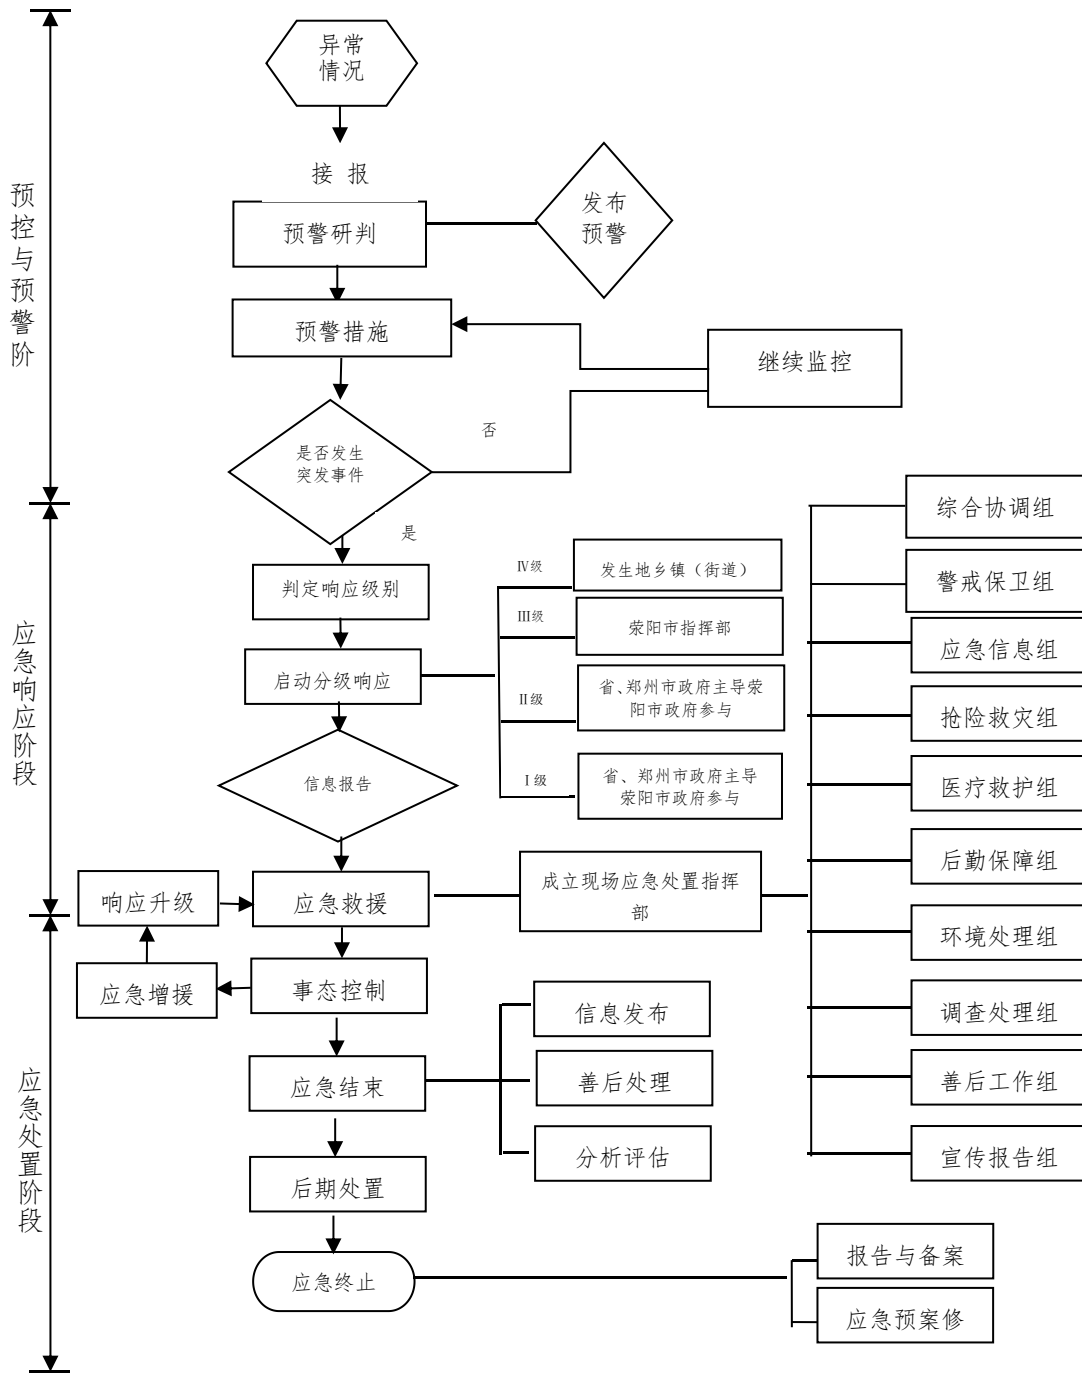 异常
情况
接 报
预警研判
发布
预警
预警措施
继续监控
是否发生
突发事件
否
是
预控与预警阶
判定响应级别
启动分级响应
IV级
发生地乡镇（街道）
III级
荥阳市指挥部
II级
省、郑州市政府主导荥
阳市政府参与
I级
省、郑州市政府主导
荥阳市政府参与
信息报告
应急响应阶段
响应升级
应急救援
成立现场应急处置指挥
部
综合协调组
警戒保卫组
应急信息组
抢险救灾组
医疗救护组
后勤保障组
环境处理组
调查处理组
善后工作组
宣传报告组
应急增援
事态控制
应急结束
信息发布
善后处理
分析评估
后期处置
应急终止
报告与备案
应急预案修
应急处置阶段